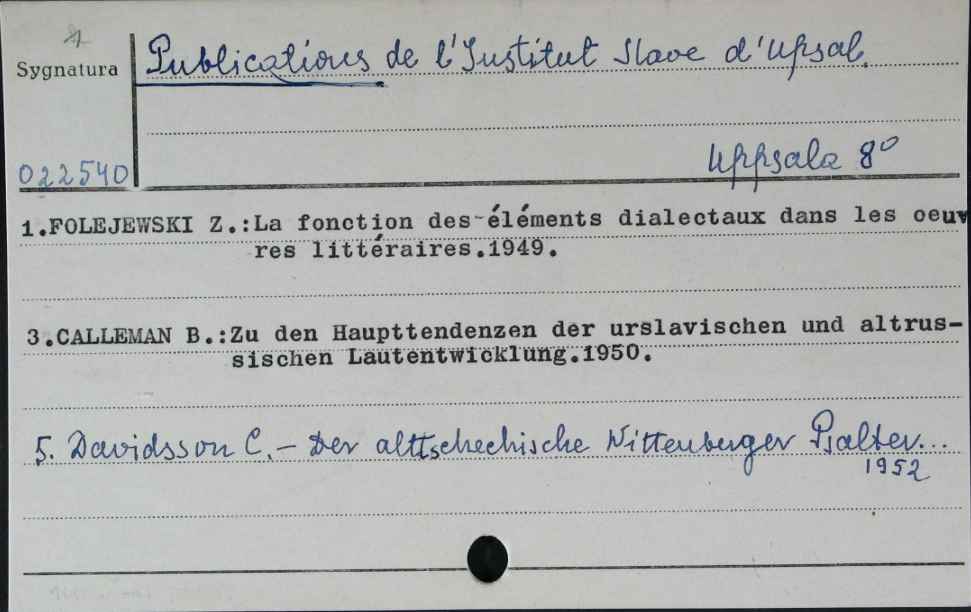 Sygnatura
Publications de l'Institut Slave d'Upsal.
022540
Uppsala 8°
1.FOLEJEWSKI Z.:La fonction des éléments dialectaux dans les oeuv
res littéraires.1949.
3.CALLEMAN B.:Zu den Haupttendenzen der urslavischen und altrus-
sischen Lautentwicklung.1950.
5. Davidsson C. - Der alttschechische Wittenberger Psalter...
1952